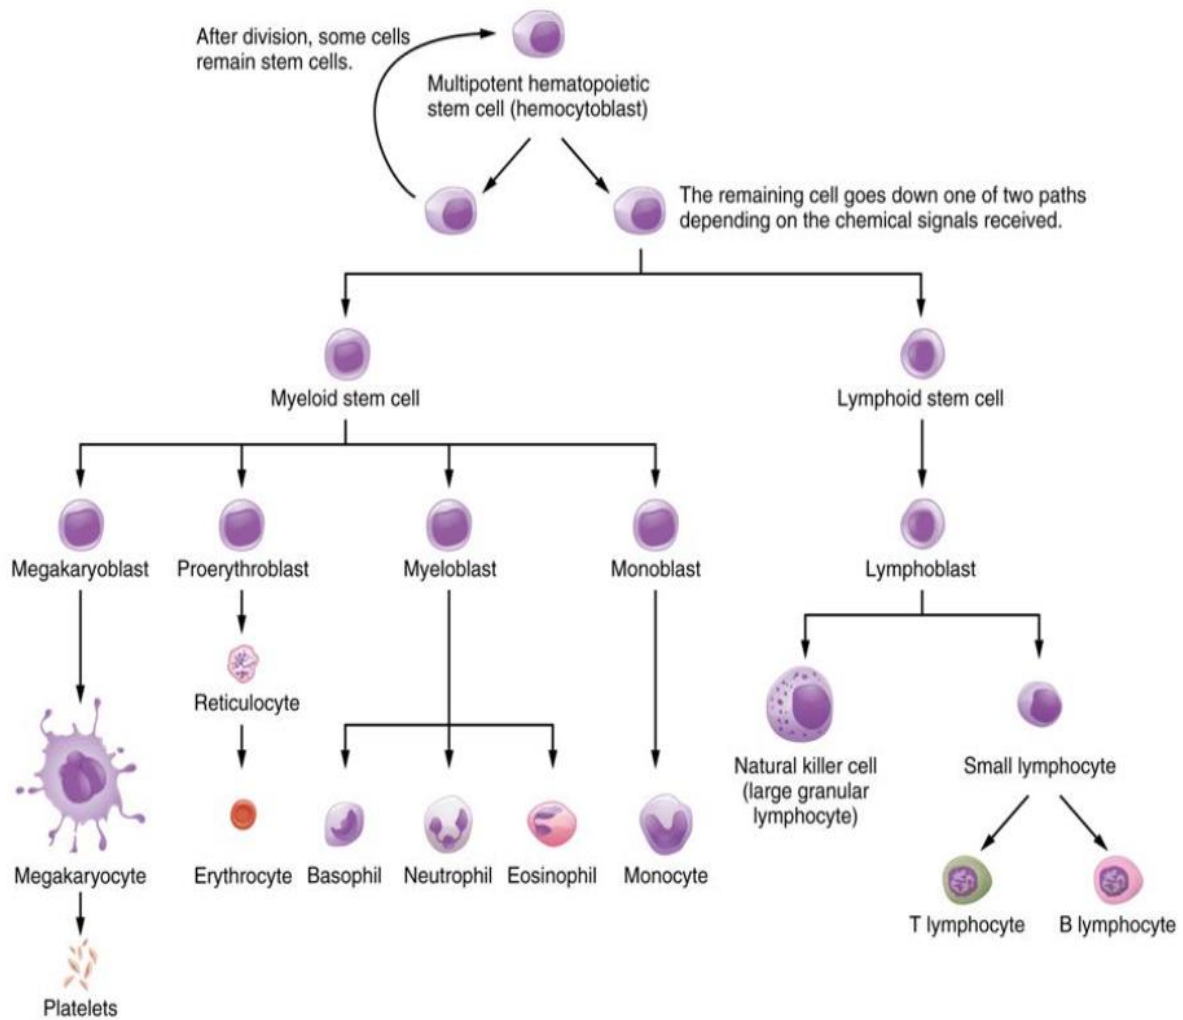 After division, some cells
remain stem cells.
Multipotent hematopoietic
stem cell (hemocytoblast)
The remaining cell goes down one of two paths
depending on the chemical signals received.
Myeloid stem cell
Lymphoid stem cell
Megakaryoblast
Proerythroblast
Myeloblast
Monoblast
Lymphoblast
Reticulocyte
Natural killer cell
(large granular
lymphocyte)
Small lymphocyte
Megakaryocyte
Erythrocyte
Basophil
Neutrophil
Eosinophil
Monocyte
T lymphocyte
B lymphocyte
Platelets